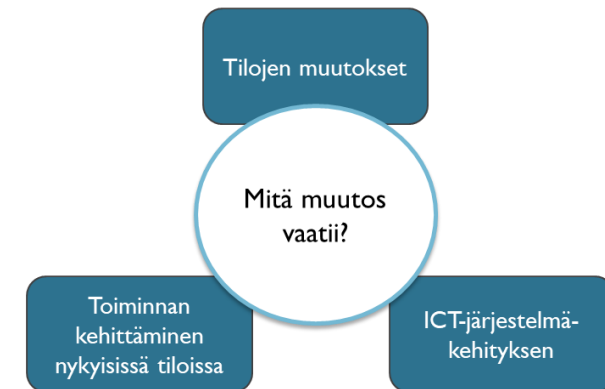 Tilojen muutokset
Mitä muutos
vaatii?
Toiminnan
kehittäminen
nykyisissä tiloissa
ICT-järjestelmä-
kehityksen